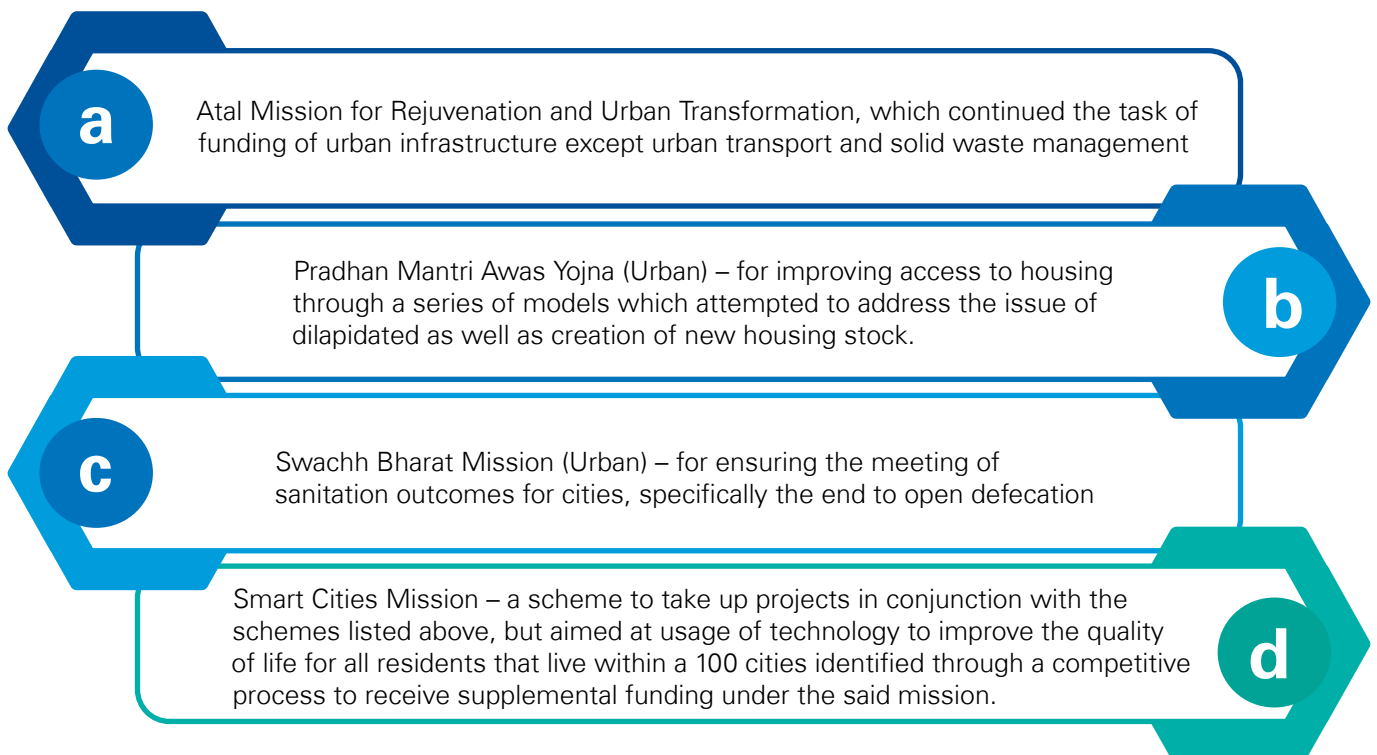 a
Atal Mission for Rejuvenation and Urban Transformation, which continued the task of
funding of urban infrastructure except urban transport and solid waste management
Pradhan Mantri Awas Yojna (Urban) – for improving access to housing
through a series of models which attempted to address the issue of
dilapidated as well as creation of new housing stock.
b
c
Swachh Bharat Mission (Urban) – for ensuring the meeting of
sanitation outcomes for cities, specifically the end to open defecation
Smart Cities Mission – a scheme to take up projects in conjunction with the
schemes listed above, but aimed at usage of technology to improve the quality
of life for all residents that live within a 100 cities identified through a competitive
process to receive supplemental funding under the said mission.
d